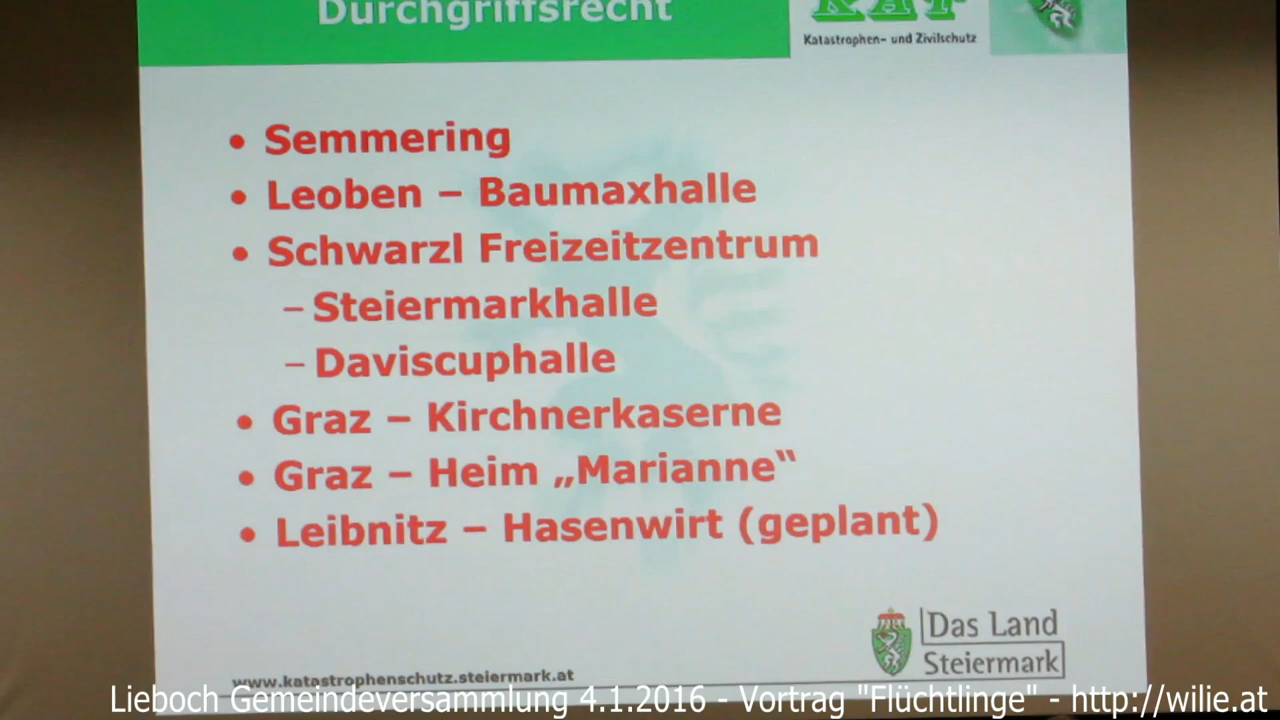 Durchgriffsrecht
KAT
Katastrophen- und Zivilschutz
• Semmering
• Leoben – Baumaxhalle
• Schwarzl Freizeitzentrum
– Steiermarkhalle
– Daviscuphalle
• Graz – Kirchnerkaserne
• Graz – Heim „Marianne“
• Leibnitz – Hasenwirt (geplant)
Das Land
Steiermark
www.katastrophenschutz.steiermark.at
Lieboch Gemeindeversammlung 4.1.2016 - Vortrag "Flüchtlinge" - http://wilie.at